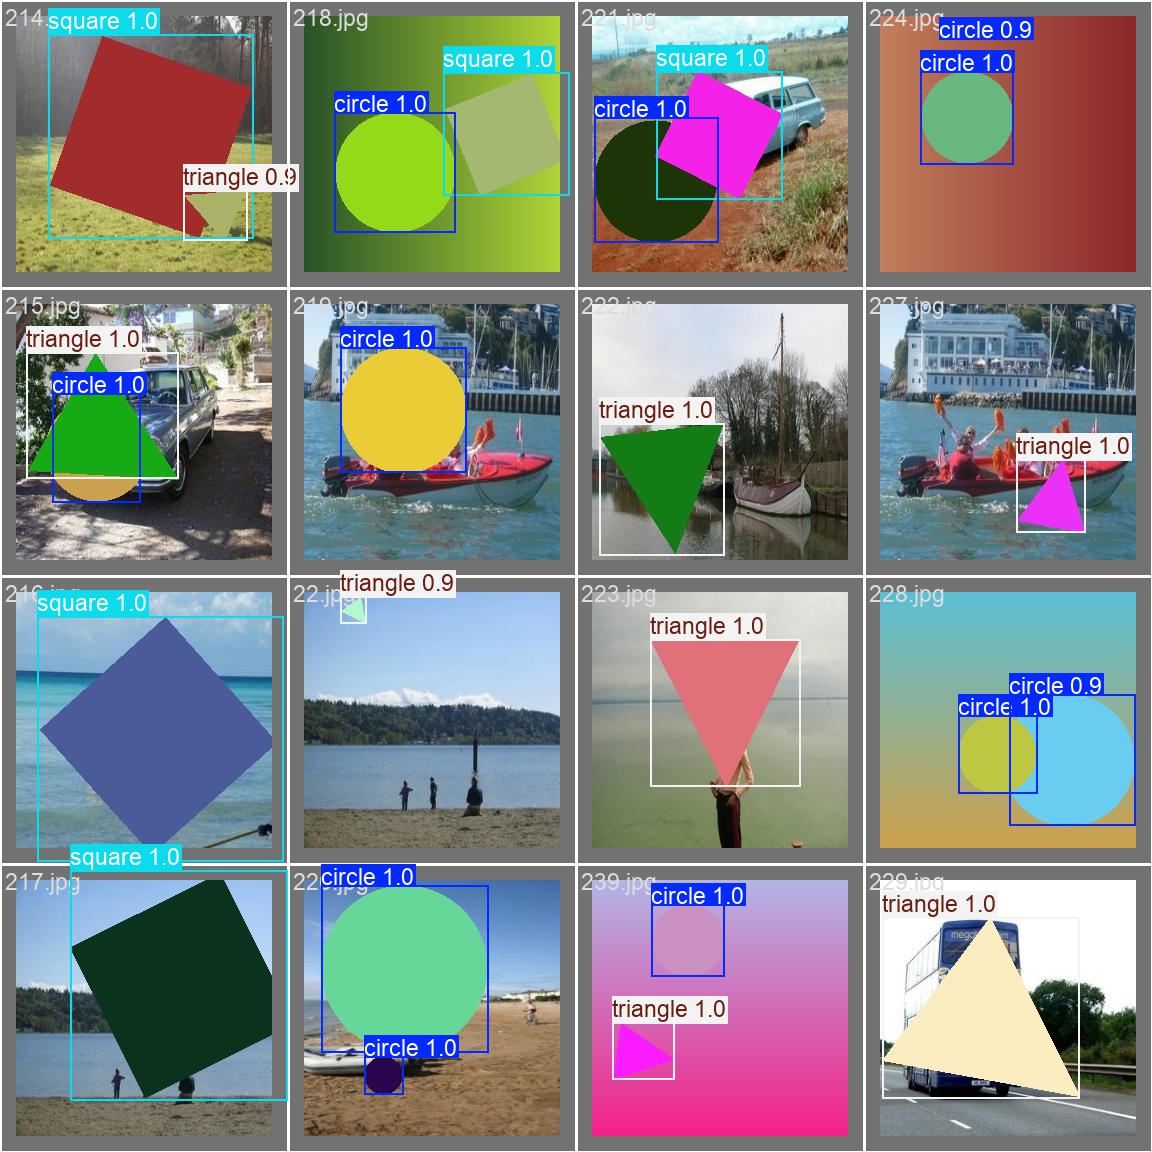 214.
square 1.0
triangle 0.9
218.jpg
square 1.0
circle 1.0
221.jpg
square 1.0
circle 1.0
224.jpg
circle 0.9
circle 1.0
215.jpg
triangle 1.0
circle 1.0
219.jpg
circle 1.0
222.jpg
triangle 1.0
227.jpg
triangle 1.0
216.jpg
square 1.0
22.jpg
triangle 0.9
223.jpg
triangle 1.0
228.jpg
circle 0.9
circle 1.0
217.jpg
square 1.0
circle 1.0
circle 1.0
239.jpg
circle 1.0
triangle 1.0
229.jpg
triangle 1.0